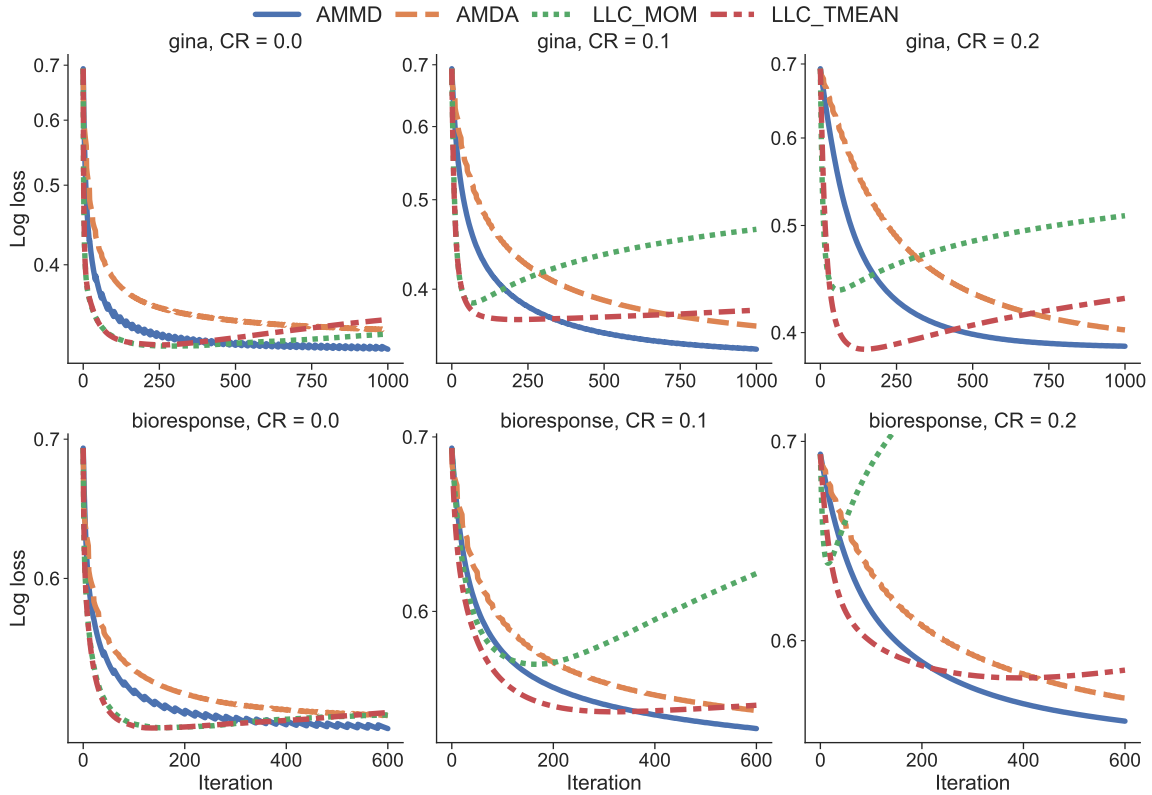 AMMD AMDA LLC_MOM LLC_TMEAN
gina, CR = 0.0
gina, CR = 0.1
gina, CR = 0.2
Log loss
0.7
0.6
0.5
0.4
0 250 500 750 1000
0.7
0.6
0.5
0.4
0 250 500 750 1000
0.7
0.6
0.5
0.4
0 250 500 750 1000
bioresponse, CR = 0.0
bioresponse, CR = 0.1
bioresponse, CR = 0.2
Log loss
0.7
0.6
0 200 400 600
Iteration
0.7
0.6
0 200 400 600
Iteration
0.7
0.6
0 200 400 600
Iteration